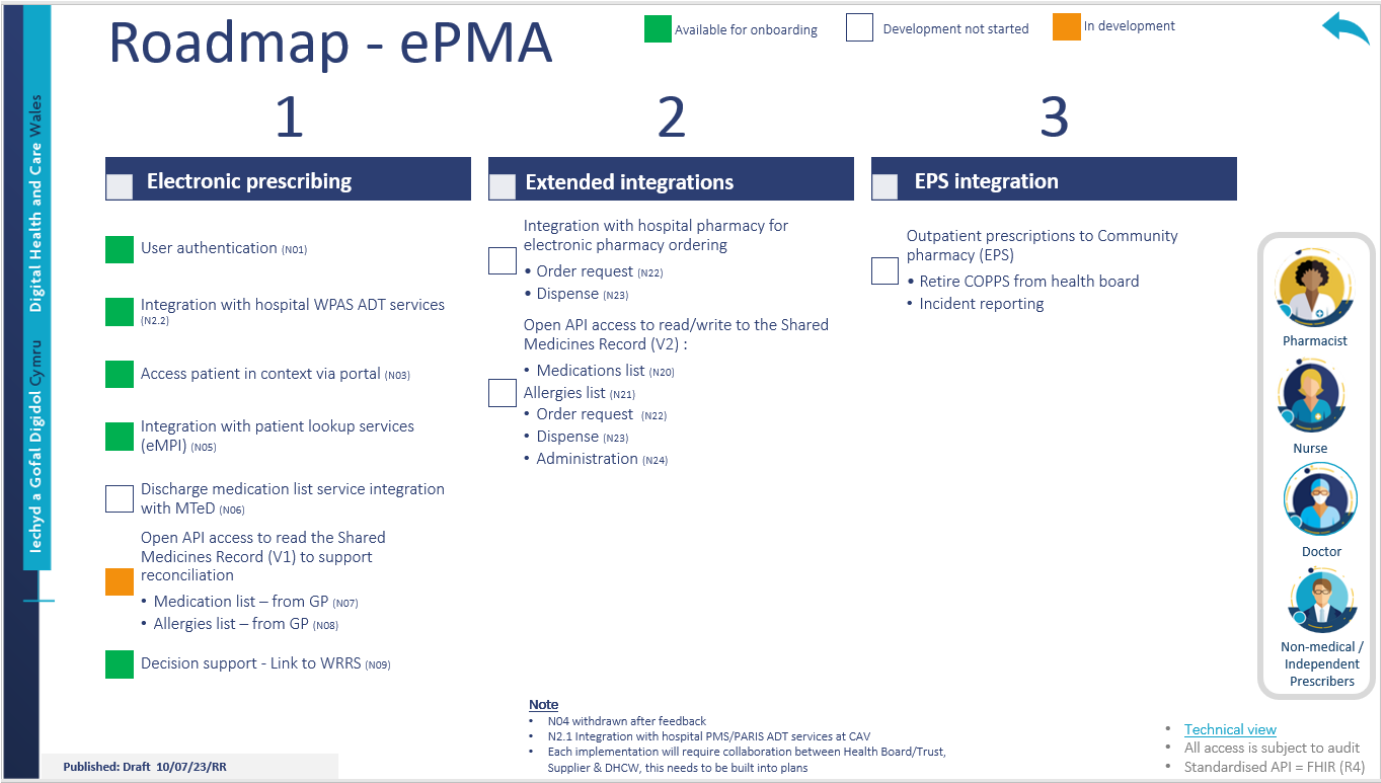 Roadmap - ePMA
Available for onboarding
Development not started
In development
Iechyd a Gofal Digidol Cymru Digital Health and Care Wales
1
Electronic prescribing
User authentication (N01)
Integration with hospital WPAS ADT services
(N2.2)
Access patient in context via portal (N03)
Integration with patient lookup services
(eMPI) (N05)
Discharge medication list service integration
with MTeD (N06)
Open API access to read the Shared
Medicines Record (V1) to support
reconciliation
• Medication list – from GP (N07)
• Allergies list – from GP (N08)
Decision support - Link to WRRS (N09)
2
Extended integrations
Integration with hospital pharmacy for
electronic pharmacy ordering
• Order request (N22)
• Dispense (N23)
Open API access to read/write to the Shared
Medicines Record (V2) :
• Medications list (N20)
Allergies list (N21)
• Order request (N22)
• Dispense (N23)
• Administration (N24)
3
EPS integration
Outpatient prescriptions to Community
pharmacy (EPS)
• Retire COPPS from health board
• Incident reporting
Pharmacist
Nurse
Doctor
Non-medical /
Independent
Prescribers
Note
• N04 withdrawn after feedback
• N2.1 Integration with hospital PMS/PARIS ADT services at CAV
• Each implementation will require collaboration between Health Board/Trust,
Supplier & DHCW, this needs to be built into plans
• Technical view
• All access is subject to audit
• Standardised API = FHIR (R4)
Published: Draft 10/07/23/RR